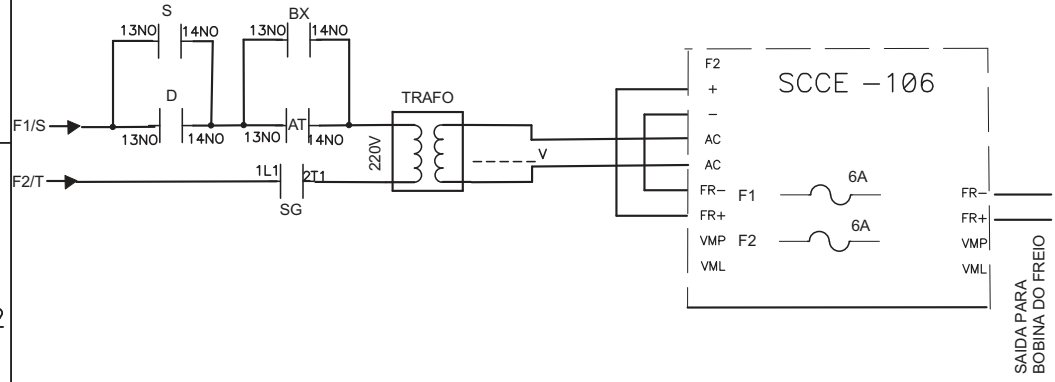 S
BX
13NO
14NO
13NO
14NO
D
AT
13NO
14NO
13NO
14NO
F1/S
F2/T
1L1
2T1
SG
TRAFO
220V
V
SCCE -106
F2
+
-
AC
AC
FR-
FR+
VMP
VML
F1
6A
F2
6A
FR-
FR+
VMP
VML
SAIDA PARA
BOBINA DO FREIO